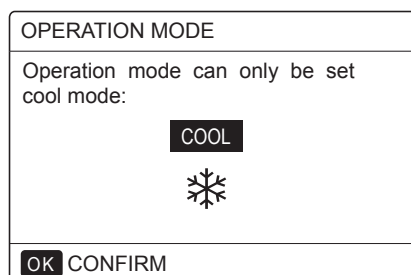 OPERATION MODE
Operation mode can only be set
cool mode:
COOL
OK CONFIRM